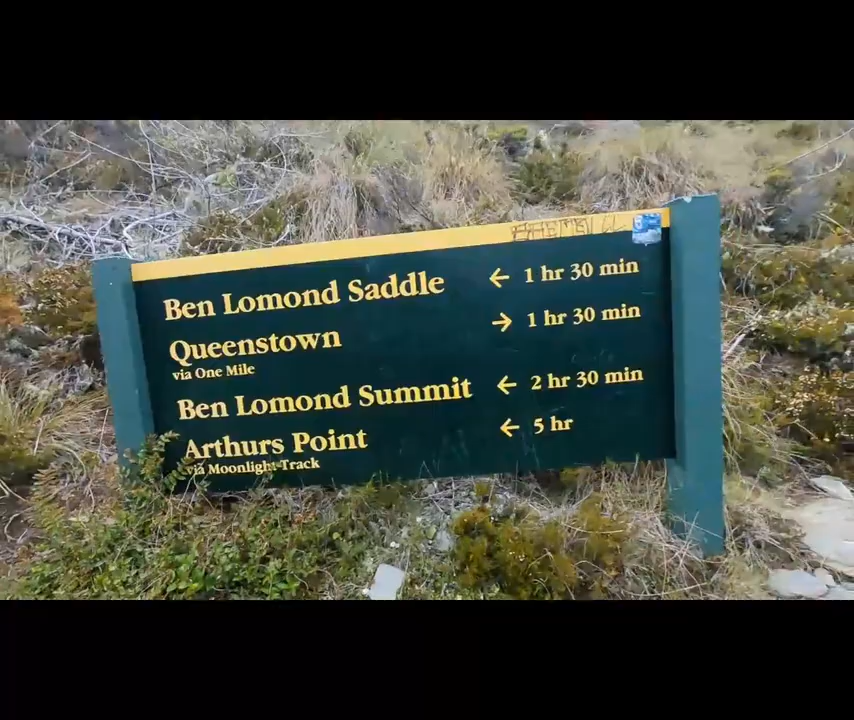 Ben Lomond Saddle ← 1 hr 30 min
Queenstown → 1 hr 30 min
via One Mile
Ben Lomond Summit ← 2 hr 30 min
Arthurs Point ← 5 hr
via Moonlight Track